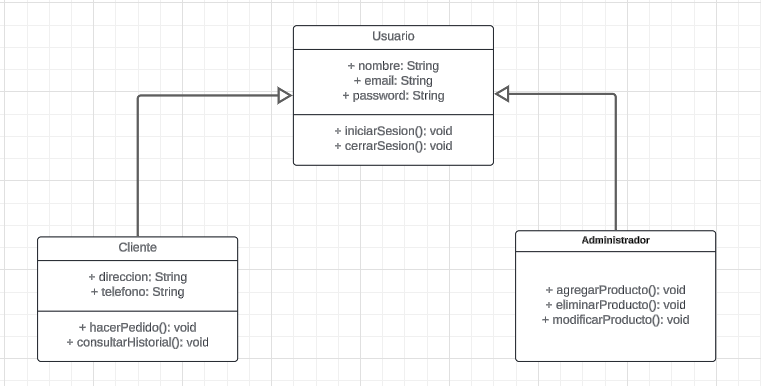 Usuario
+ nombre: String
+ email: String
+ password: String
+ iniciarSesion(): void
+ cerrarSesion(): void
Cliente
+ direccion: String
+ telefono: String
+ hacerPedido(): void
+ consultarHistorial(): void
Administrador
+ agregarProducto(): void
+ eliminarProducto(): void
+ modificarProducto(): void